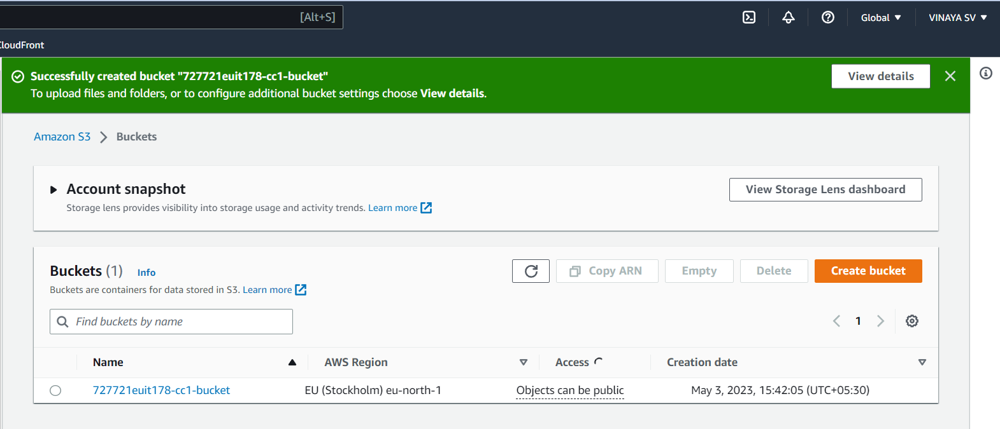 [Alt+S]
Global
VINAYA SV
CloudFront
Successfully created bucket "727721euit178-cc1-bucket"
To upload files and folders, or to configure additional bucket settings choose View details.
View details
Amazon S3
Buckets
Account snapshot
Storage lens provides visibility into storage usage and activity trends. Learn more
View Storage Lens dashboard
Buckets (1) Info
Buckets are containers for data stored in S3. Learn more
Copy ARN
Empty
Delete
Create bucket
Find buckets by name
1
Name AWS Region Access Creation date
727721euit178-cc1-bucket EU (Stockholm) eu-north-1 Objects can be public May 3, 2023, 15:42:05 (UTC+05:30)